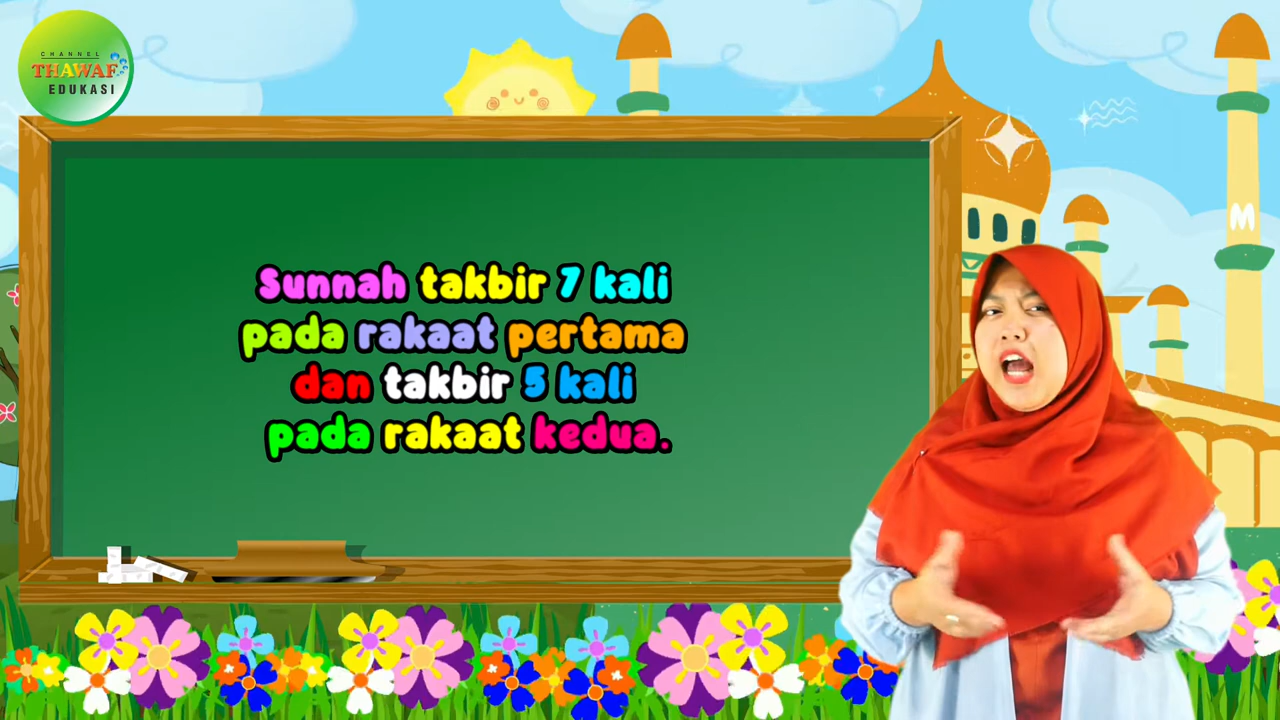 CHANNEL
THAWAF
EDUKASI
Sunnah takbir 7 kali
pada rakaat pertama
dan takbir 5 kali
pada rakaat kedua.
M